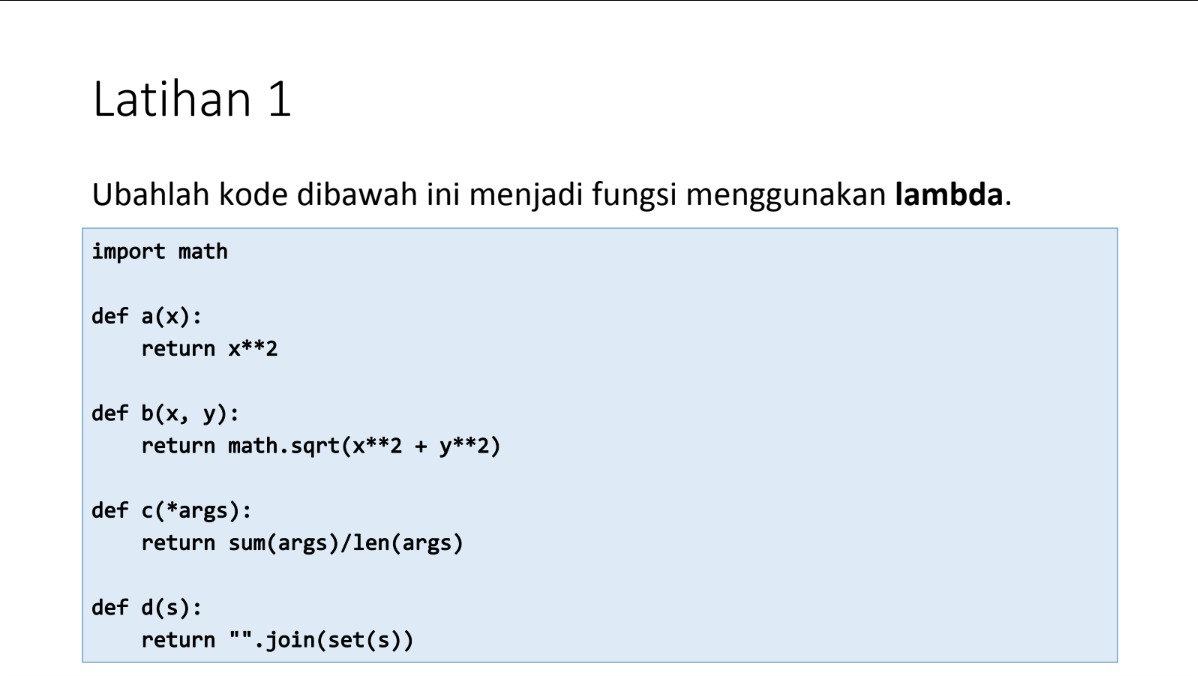 Latihan 1
Ubahlah kode dibawah ini menjadi fungsi menggunakan lambda.
import math
def a(x):
    return x**2
def b(x, y):
    return math.sqrt(x**2 + y**2)
def c(*args):
    return sum(args)/len(args)
def d(s):
    return "".join(set(s))